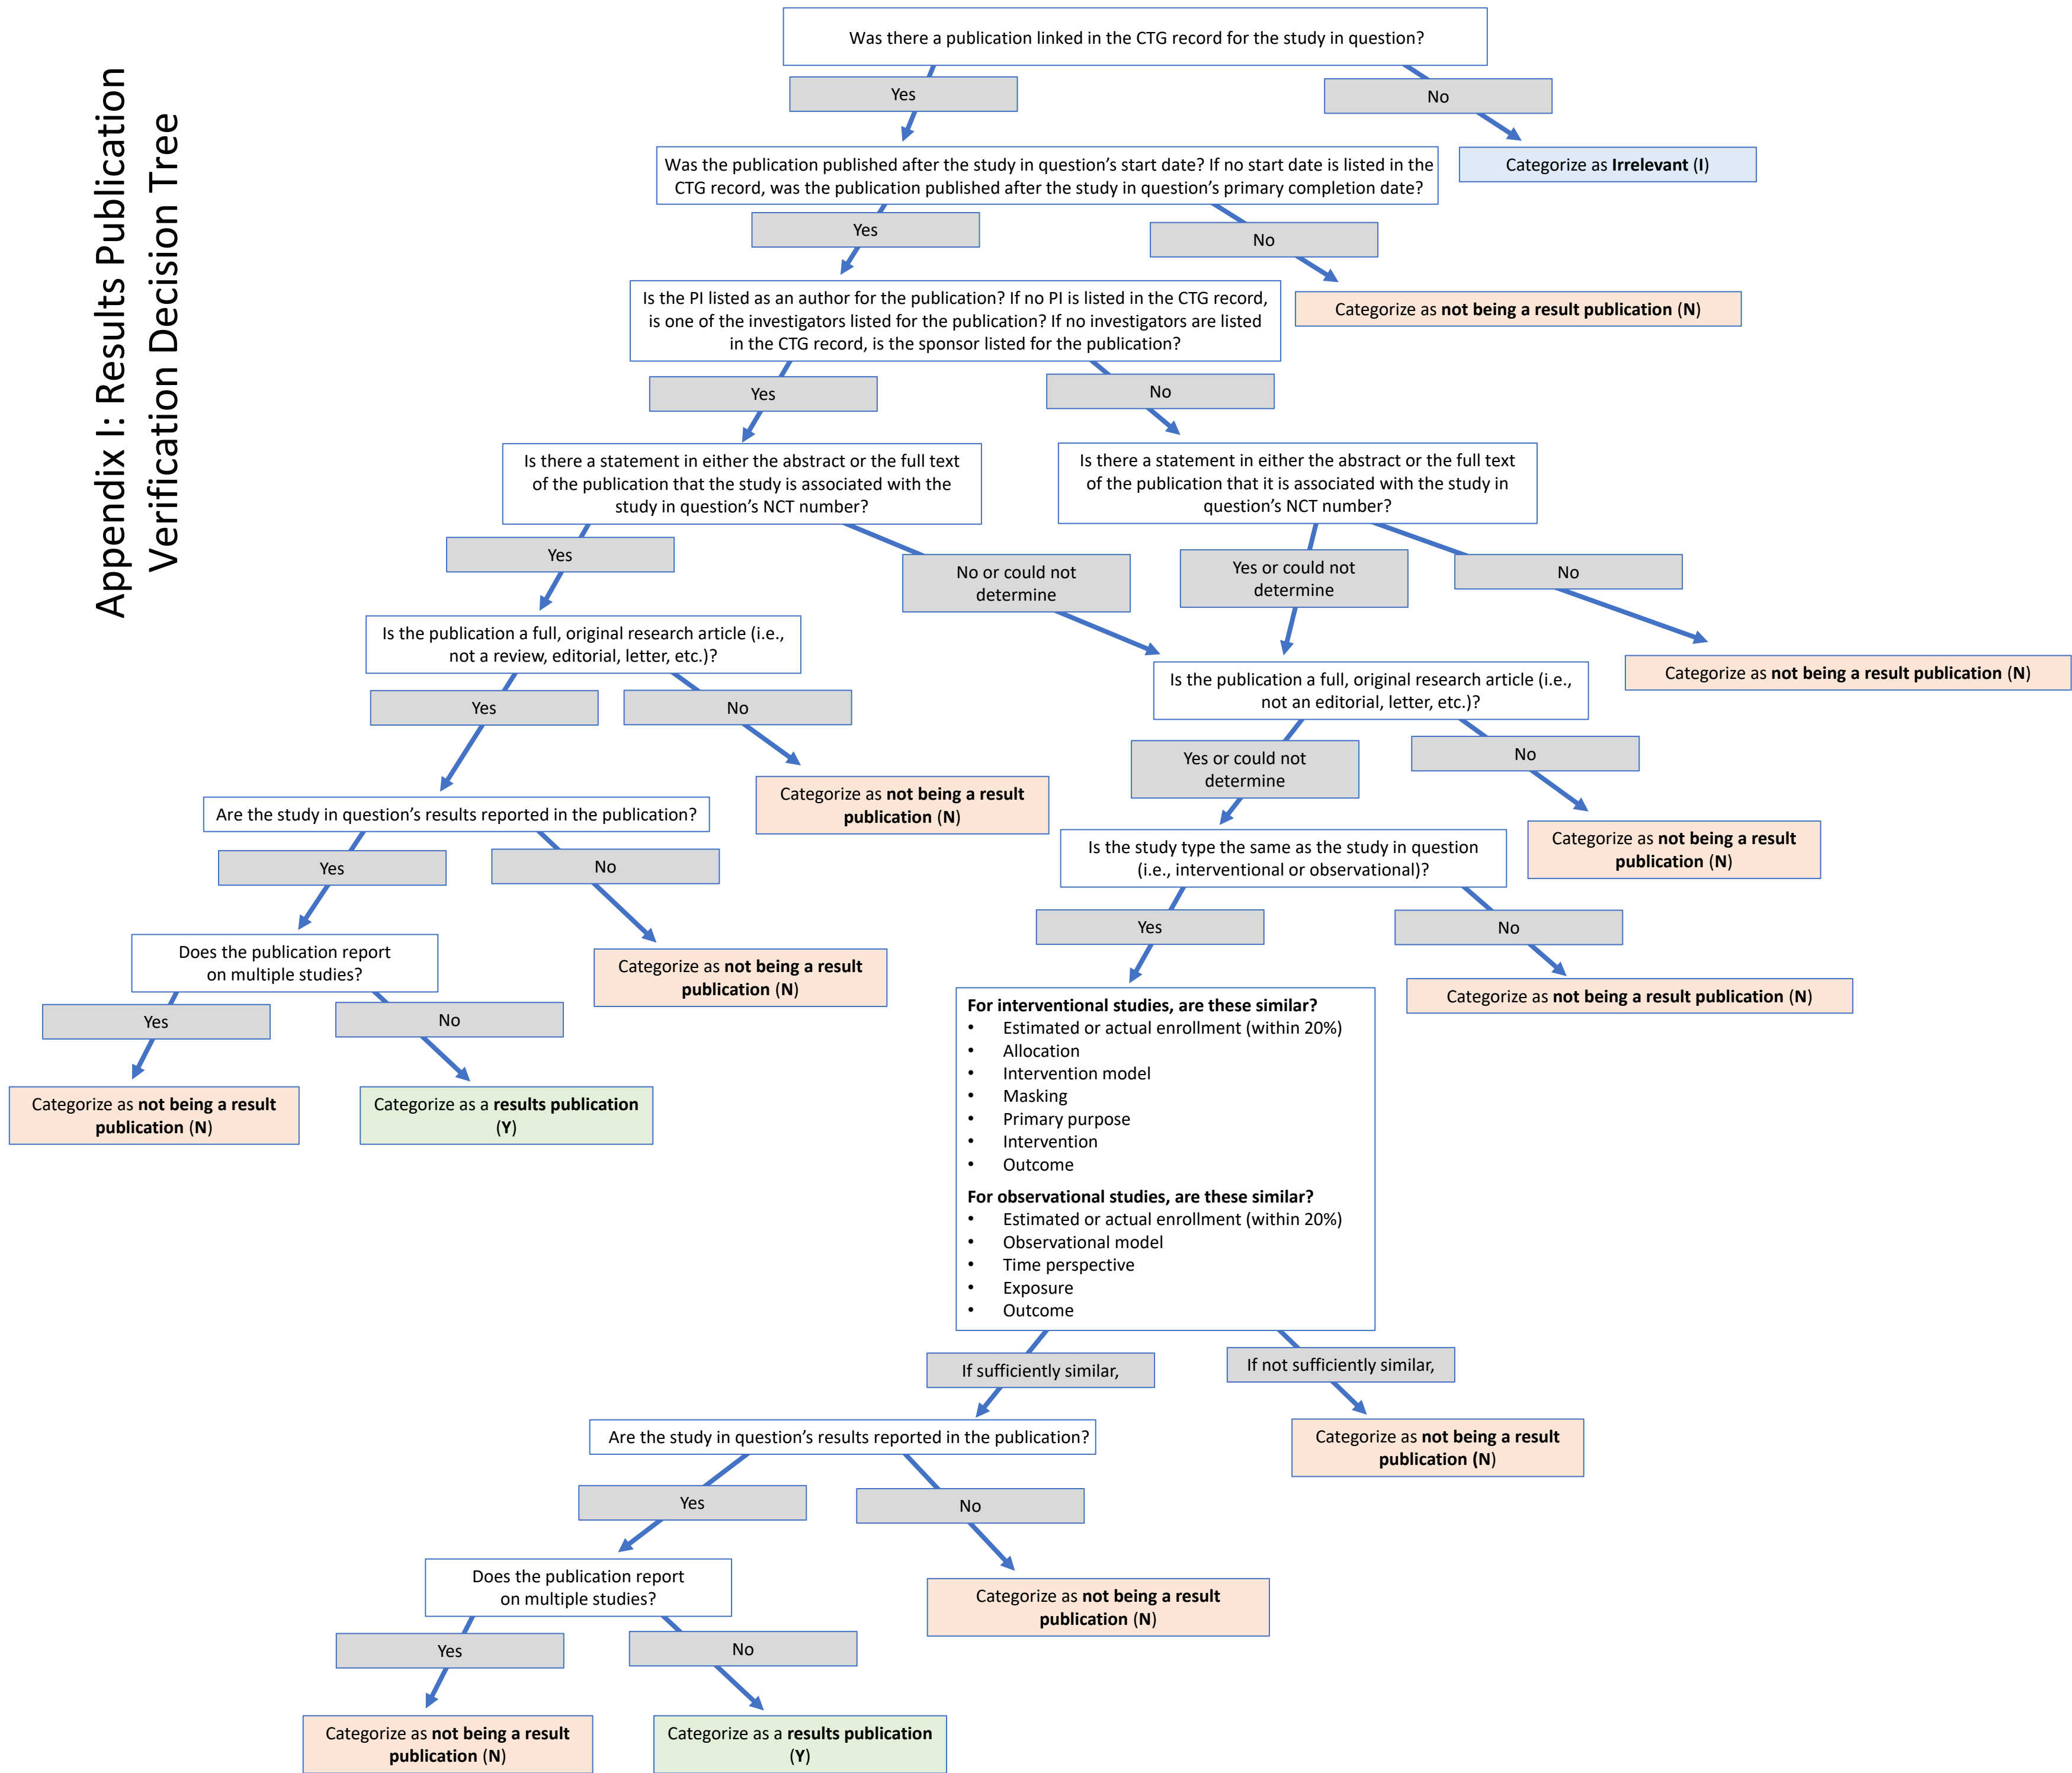 Appendix I: Results Publication
Verification Decision Tree
Was there a publication linked in the CTG record for the study in question?
Yes
No
Categorize as Irrelevant (I)
Was the publication published after the study in question's start date? If no start date is listed in the
CTG record, was the publication published after the study in question's primary completion date?
Yes
No
Categorize as not being a result publication (N)
Is the PI listed as an author for the publication? If no PI is listed in the CTG record,
is one of the investigators listed for the publication? If no investigators are listed
in the CTG record, is the sponsor listed for the publication?
Yes
No
Is there a statement in either the abstract or the full text
of the publication that the study is associated with the
study in question's NCT number?
Is there a statement in either the abstract or the full text
of the publication that it is associated with the study in
question's NCT number?
Yes
No or could not
determine
Yes or could not
determine
No
Categorize as not being a result publication (N)
Is the publication a full, original research article (i.e.,
not a review, editorial, letter, etc.)?
Is the publication a full, original research article (i.e.,
not an editorial, letter, etc.)?
Yes
No
Categorize as not being a result
publication (N)
Yes or could not
determine
No
Categorize as not being a result
publication (N)
Are the study in question's results reported in the publication?
Yes
No
Categorize as not being a result
publication (N)
Is the study type the same as the study in question
(i.e., interventional or observational)?
Yes
No
Categorize as not being a result publication (N)
Does the publication report
on multiple studies?
Yes
No
Categorize as not being a result
publication (N)
Categorize as a results publication
(Y)
For interventional studies, are these similar?
• Estimated or actual enrollment (within 20%)
• Allocation
• Intervention model
• Masking
• Primary purpose
• Intervention
• Outcome
For observational studies, are these similar?
• Estimated or actual enrollment (within 20%)
• Observational model
• Time perspective
• Exposure
• Outcome
If sufficiently similar,
If not sufficiently similar,
Categorize as not being a result
publication (N)
Are the study in question's results reported in the publication?
Yes
No
Categorize as not being a result
publication (N)
Does the publication report
on multiple studies?
Yes
No
Categorize as not being a result
publication (N)
Categorize as a results publication
(Y)